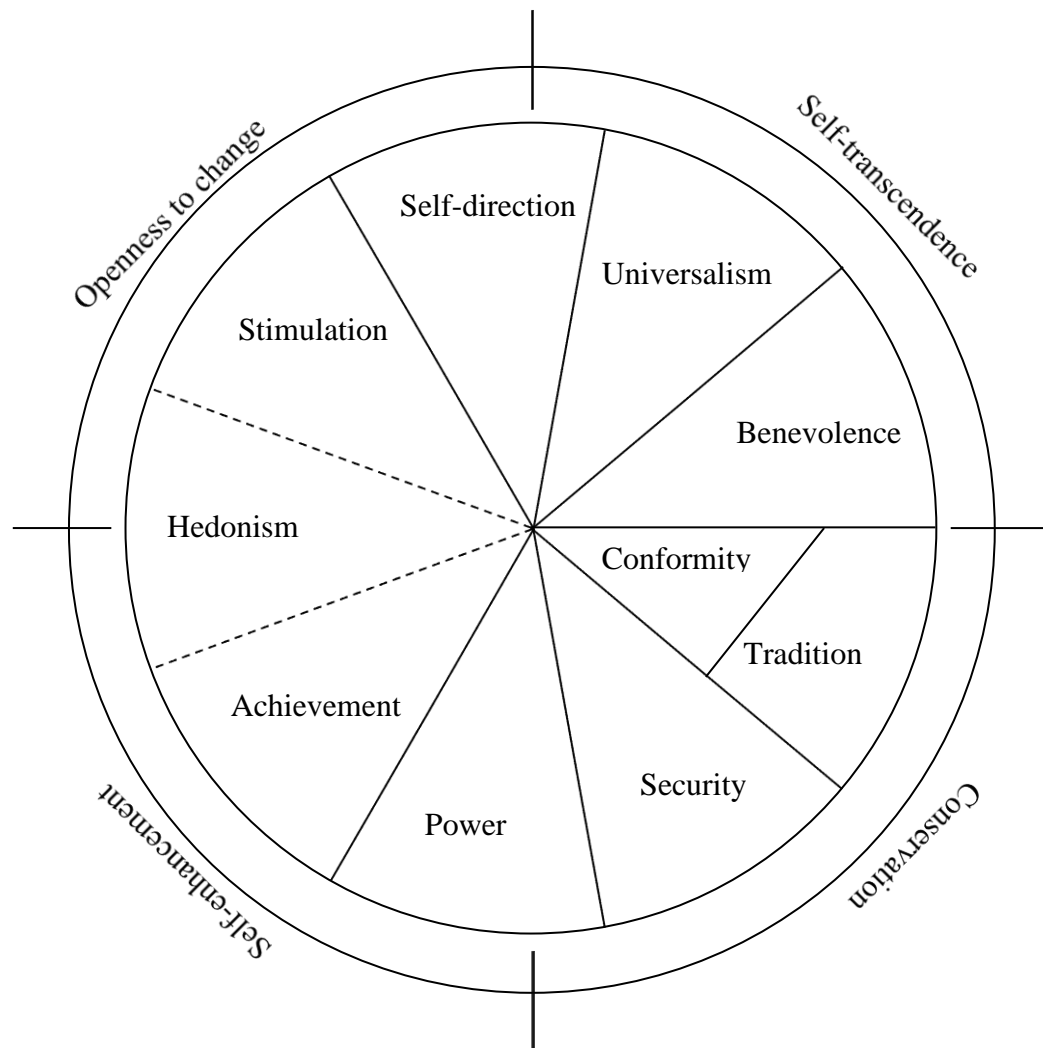 Openness to change
Self-transcendence
Self-direction
Universalism
Stimulation
Benevolence
Hedonism
Conformity
Tradition
Achievement
Security
Power
Self-enhancement
Conservation